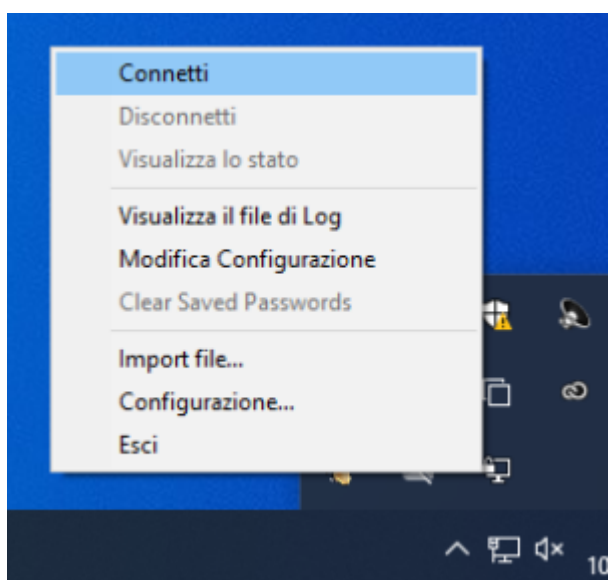 Connetti
Disconnetti
Visualizza lo stato
Visualizza il file di Log
Modifica Configurazione
Clear Saved Passwords
Import file...
Configurazione...
Esci
10